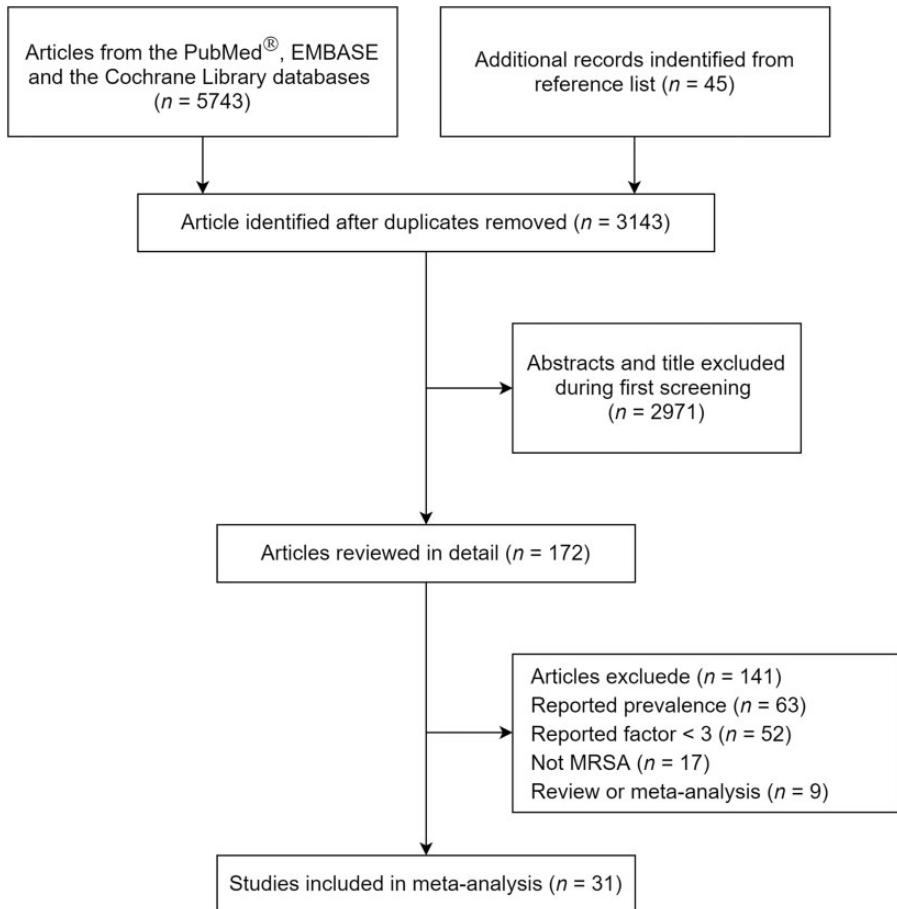 Articles from the PubMed®, EMBASE
and the Cochrane Library databases
(n = 5743)
Additional records indentified from
reference list (n = 45)
Article identified after duplicates removed (n = 3143)
Abstracts and title excluded
during first screening
(n = 2971)
Articles reviewed in detail (n = 172)
Articles excluede (n = 141)
Reported prevalence (n = 63)
Reported factor < 3 (n = 52)
Not MRSA (n = 17)
Review or meta-analysis (n = 9)
Studies included in meta-analysis (n = 31)